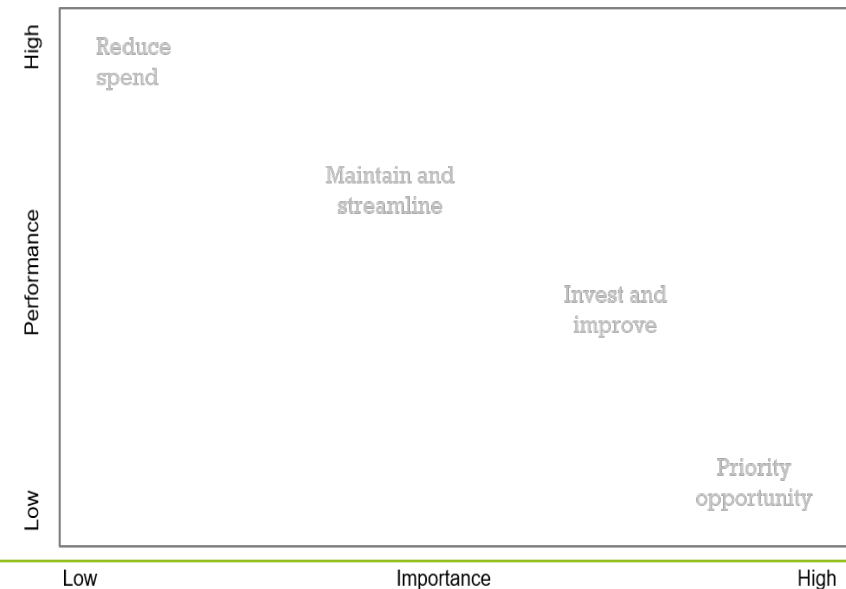 High
Reduce
spend
Maintain and
streamline
Performance
Invest and
improve
Priority
opportunity
Low
Low Importance High